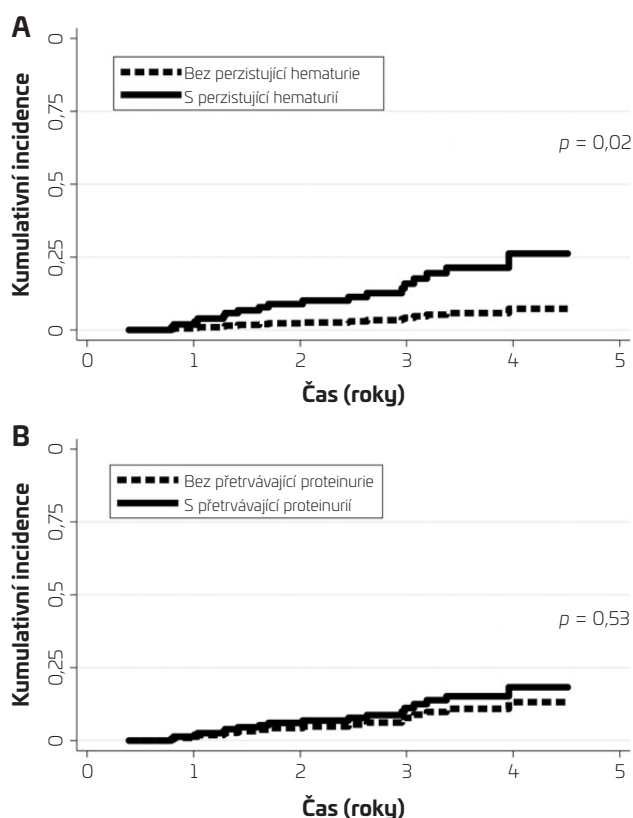 A
Kumulativní incidence
0
0,75
0,5
0,25
0
Bez perzistující hematurie
S perzistující hematurií
p = 0,02
0 1 2 3 4 5
Čas (roky)
B
Kumulativní incidence
0
0,75
0,5
0,25
0
Bez přetrvávající proteinurie
S přetrvávající proteinurií
p = 0,53
0 1 2 3 4 5
Čas (roky)